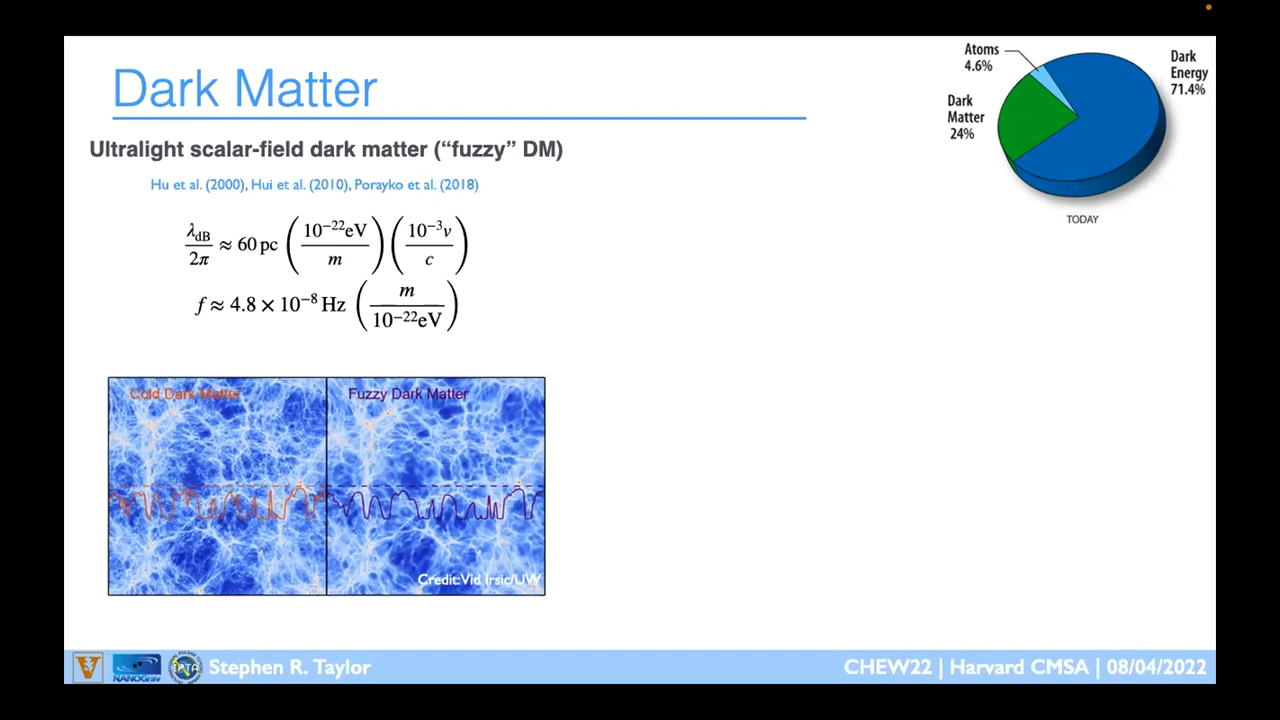 Dark Matter
Ultralight scalar-field dark matter (“fuzzy” DM)
Hu et al. (2000), Hui et al. (2010), Porayko et al. (2018)
λ_dB / 2π ≈ 60 pc (10⁻²²eV / m) (10⁻³v / c)
f ≈ 4.8 × 10⁻⁸ Hz (m / 10⁻²²eV)
Cold Dark Matter
Fuzzy Dark Matter
Credit:Vid Irsic/UW
Atoms
4.6%
Dark
Energy
71.4%
Dark
Matter
24%
TODAY
NANOGrav
IPTA
Stephen R. Taylor
CHEW22 | Harvard CMSA | 08/04/2022